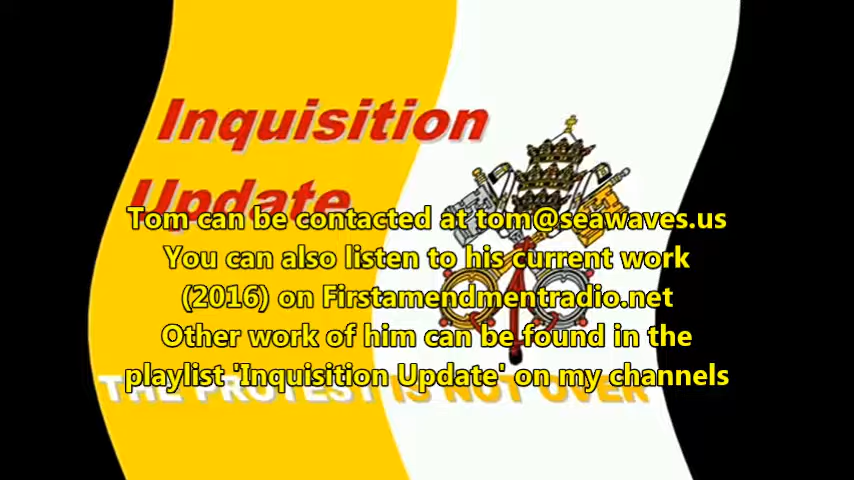 Inquisition
Update
Tom can be contacted at tom@seawaves.us
You can also listen to his current work
(2016) on Firstamendmentradio.net
Other work of him can be found in the
playlist 'Inquisition Update' on my channels
THE PROTEST IS NOT OVER